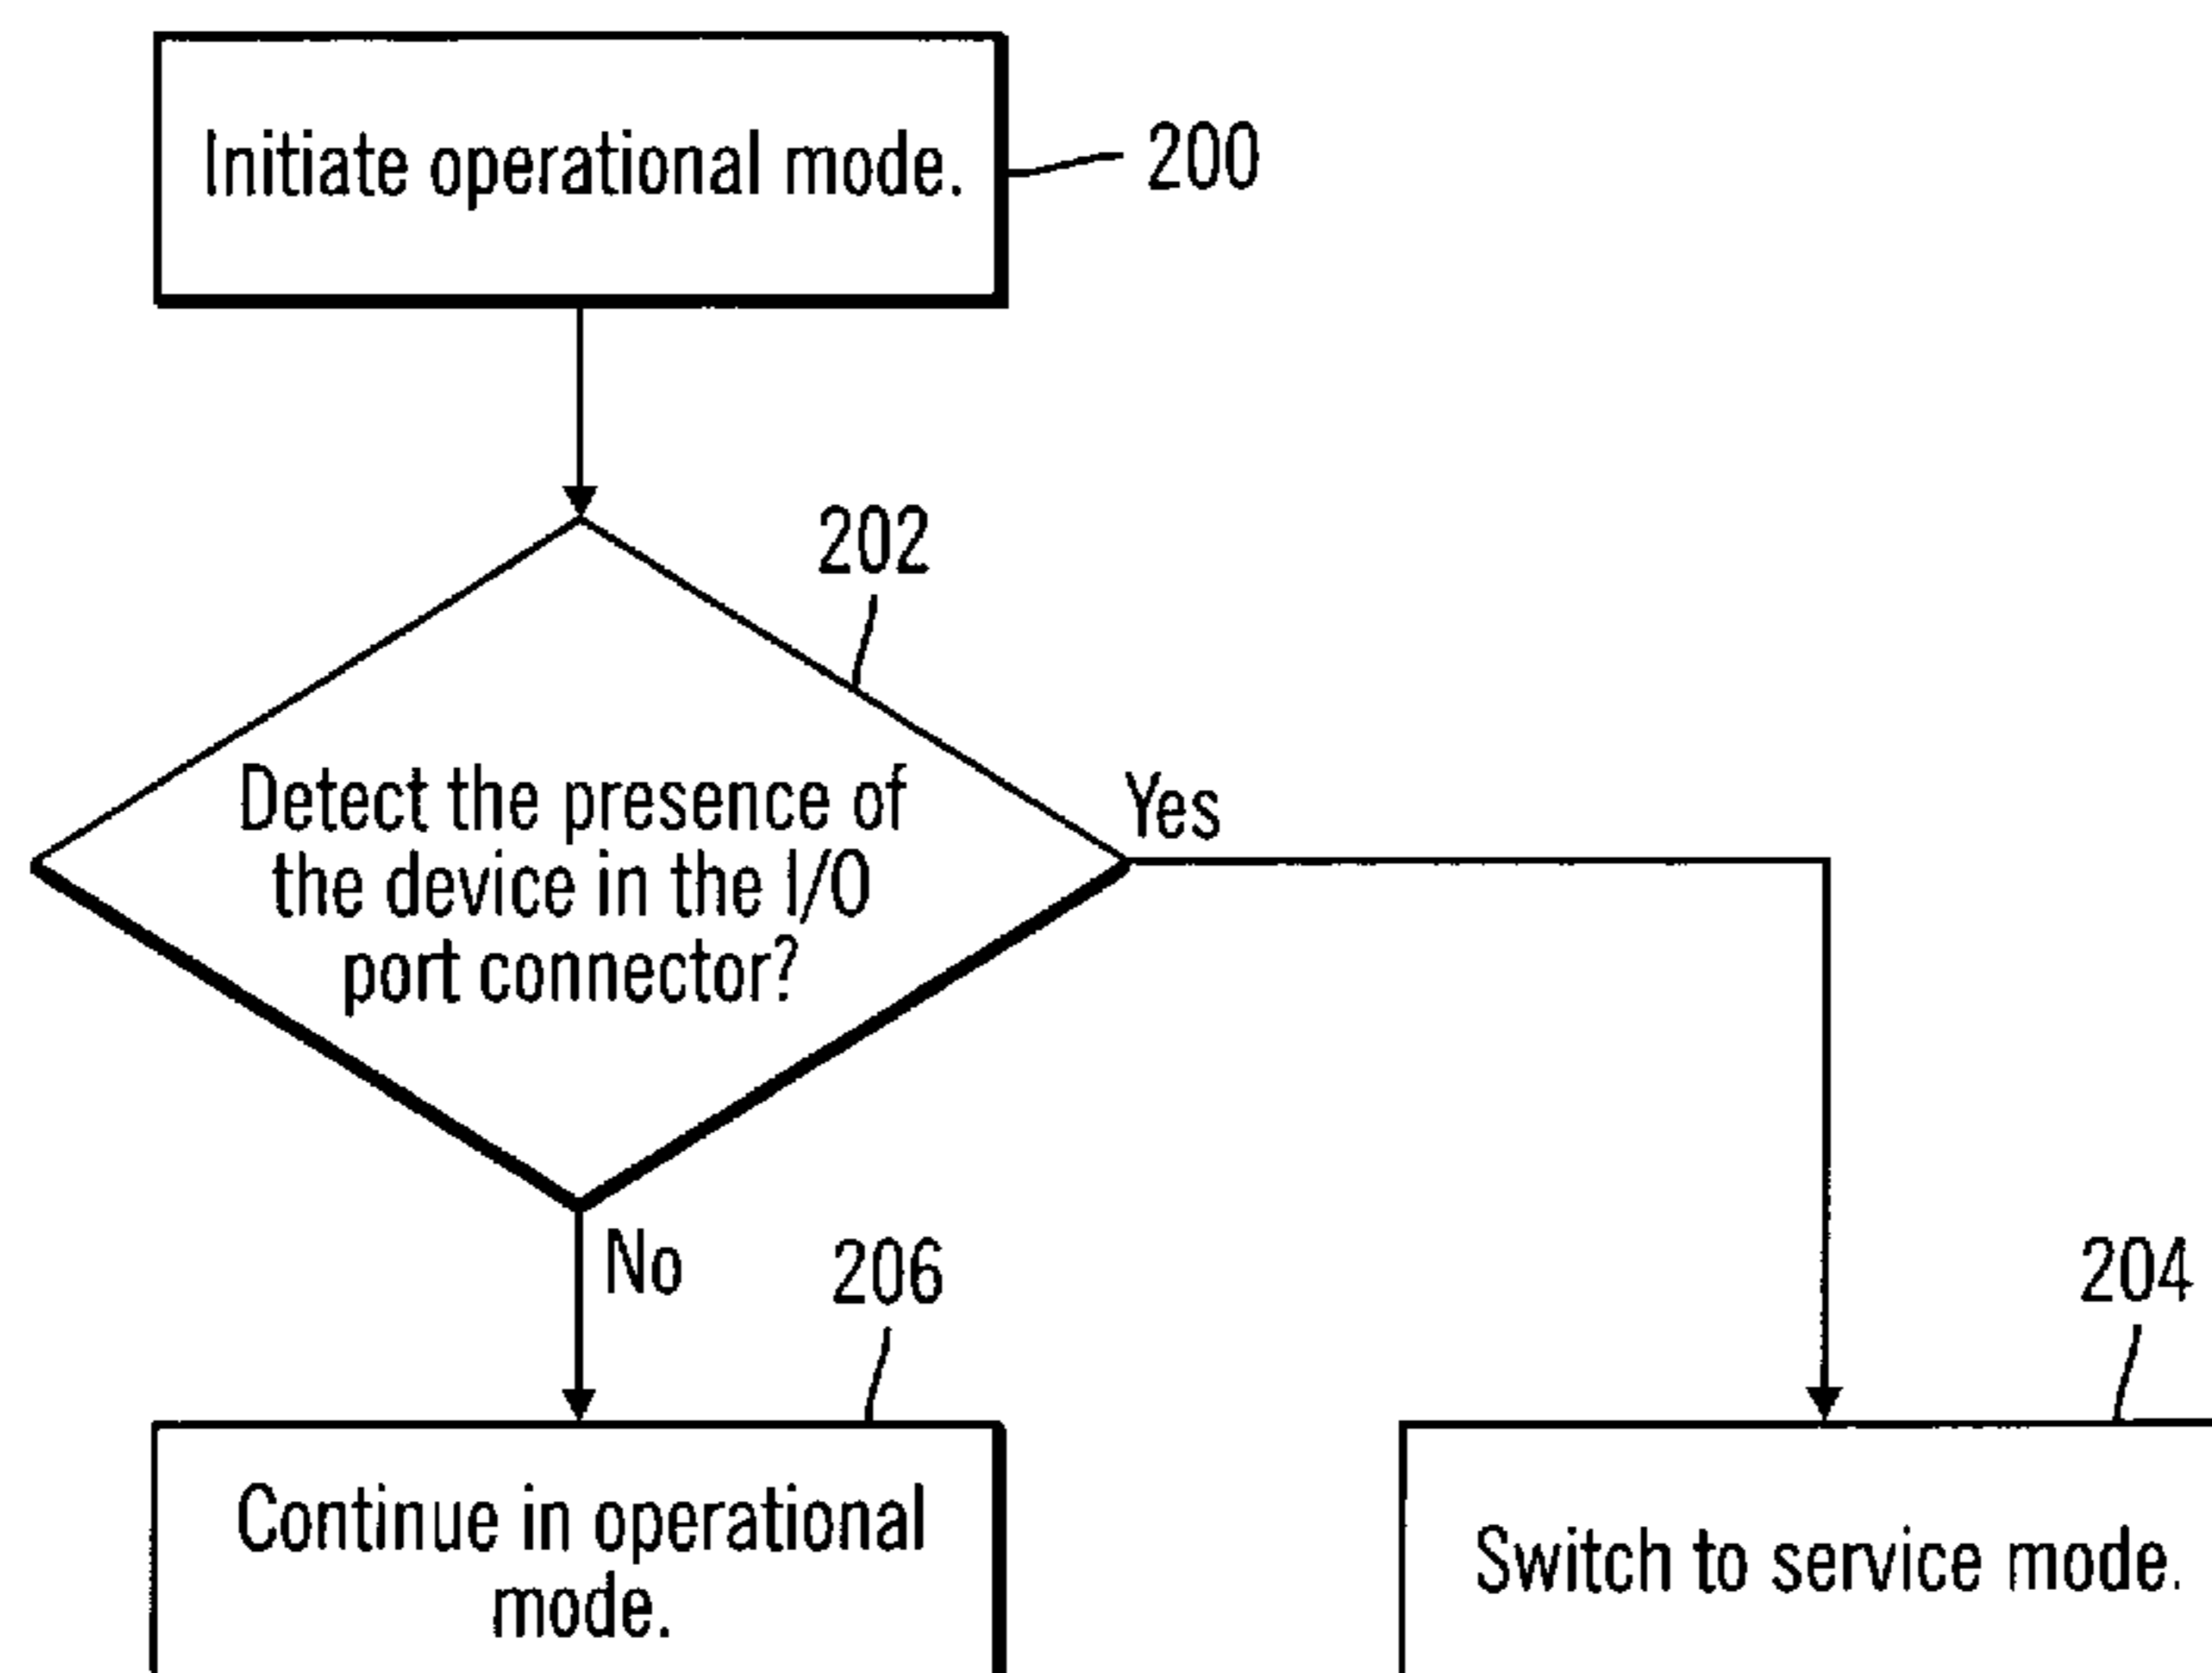 Initiate operational mode.
200
202
Detect the presence of
the device in the I/O
port connector?
Yes
No
206
204
Continue in operational
mode.
Switch to service mode.